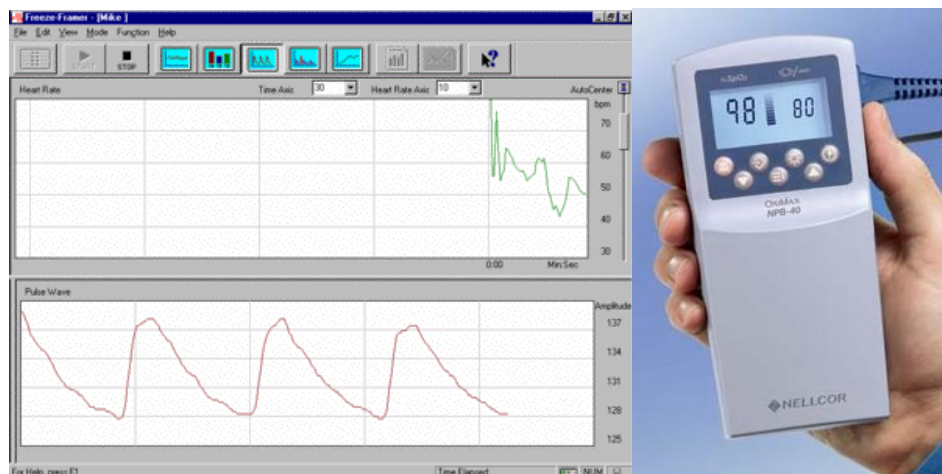 Freeze-Framer - [Mike ]
File Edit View Mode Function Help
START
STOP
Heart Rate
Time Axis 30
Heart Rate Axis 10
AutoCenter
bpm
70
60
50
40
30
0:00 Min:Sec
Pulse Wave
Amplitude
137
134
131
128
125
For Help, press F1
Time Elapsed
NUM
%SpO2
98 80
OXIMAX
NPB-40
NELLCOR